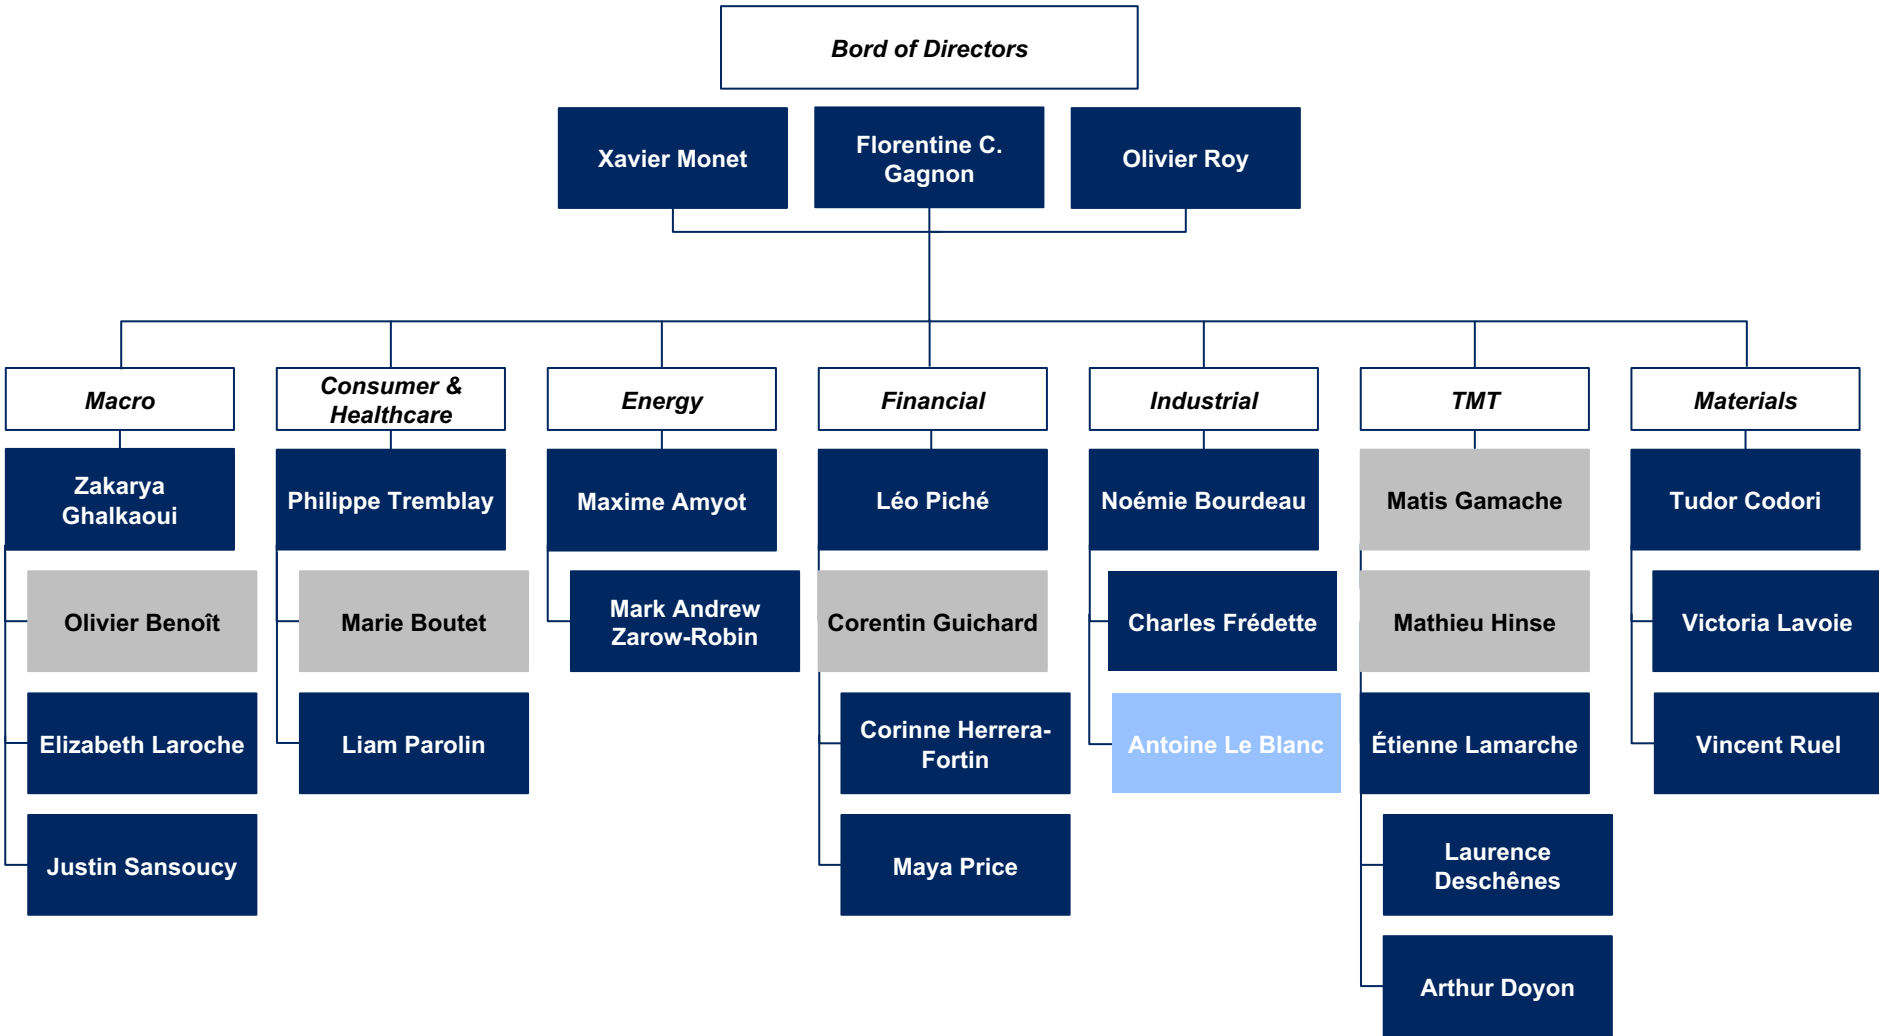 Bord of Directors
Xavier Monet
Florentine C.
Gagnon
Olivier Roy
Macro
Consumer &
Healthcare
Energy
Financial
Industrial
TMT
Materials
Zakarya
Ghalkaoui
Philippe Tremblay
Maxime Amyot
Léo Piché
Noémie Bourdeau
Matis Gamache
Tudor Codori
Olivier Benoît
Marie Boutet
Mark Andrew
Zarow-Robin
Corentin Guichard
Charles Frédette
Mathieu Hinse
Victoria Lavoie
Elizabeth Laroche
Liam Parolin
Corinne Herrera-
Fortin
Antoine Le Blanc
Étienne Lamarche
Vincent Ruel
Justin Sansoucy
Maya Price
Laurence
Deschênes
Arthur Doyon